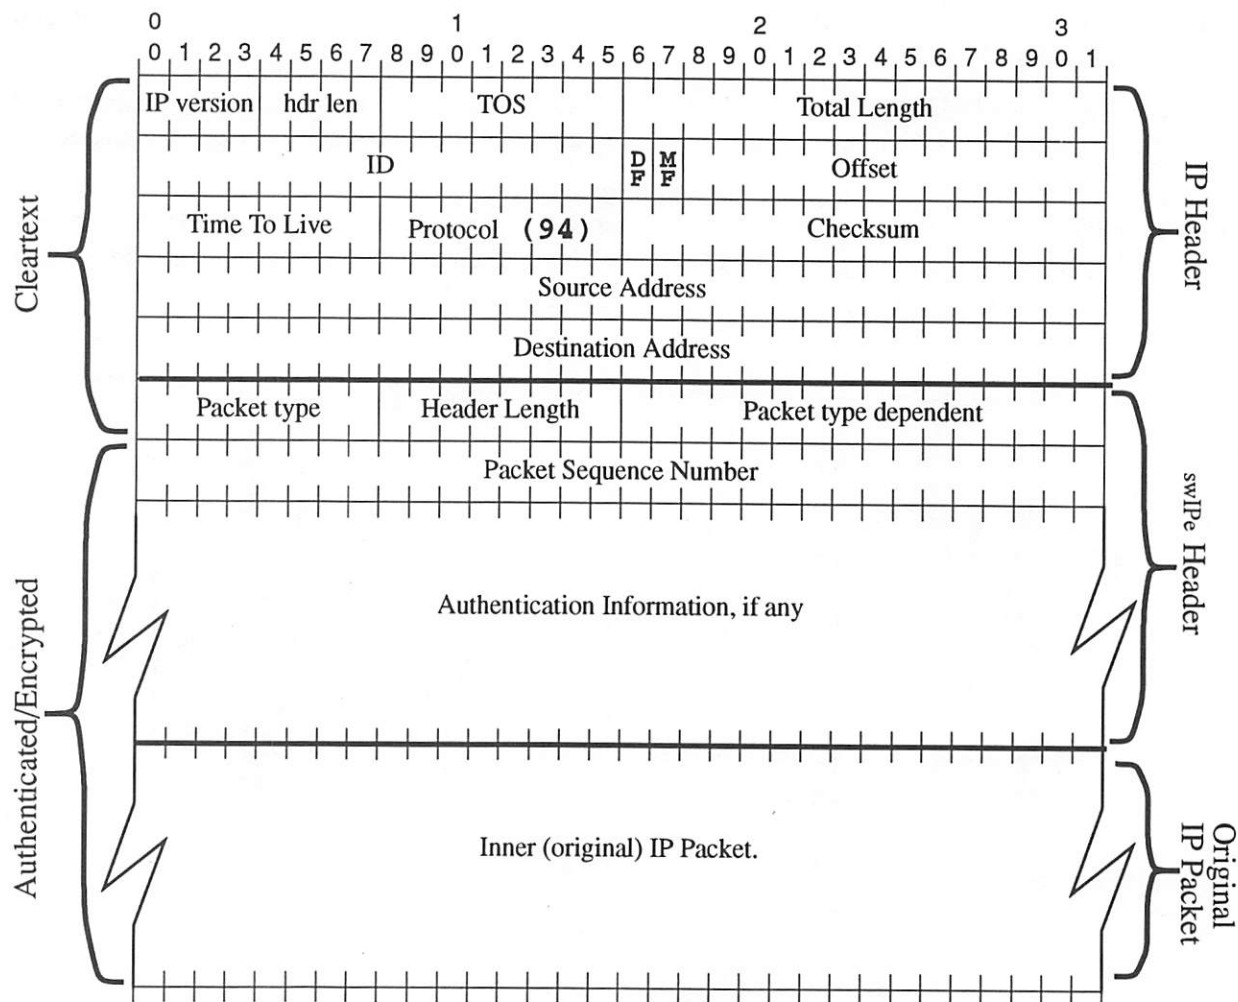 0 1 2 3
0 1 2 3 4 5 6 7 8 9 0 1 2 3 4 5 6 7 8 9 0 1 2 3 4 5 6 7 8 9 0 1
IP version hdr len TOS Total Length
ID DF MF Offset
Time To Live Protocol (94) Checksum
Source Address
Destination Address
Packet type Header Length Packet type dependent
Packet Sequence Number
Authentication Information, if any
Inner (original) IP Packet.
Cleartext
Authenticated/Encrypted
IP Header
swIPe Header
Original
IP Packet